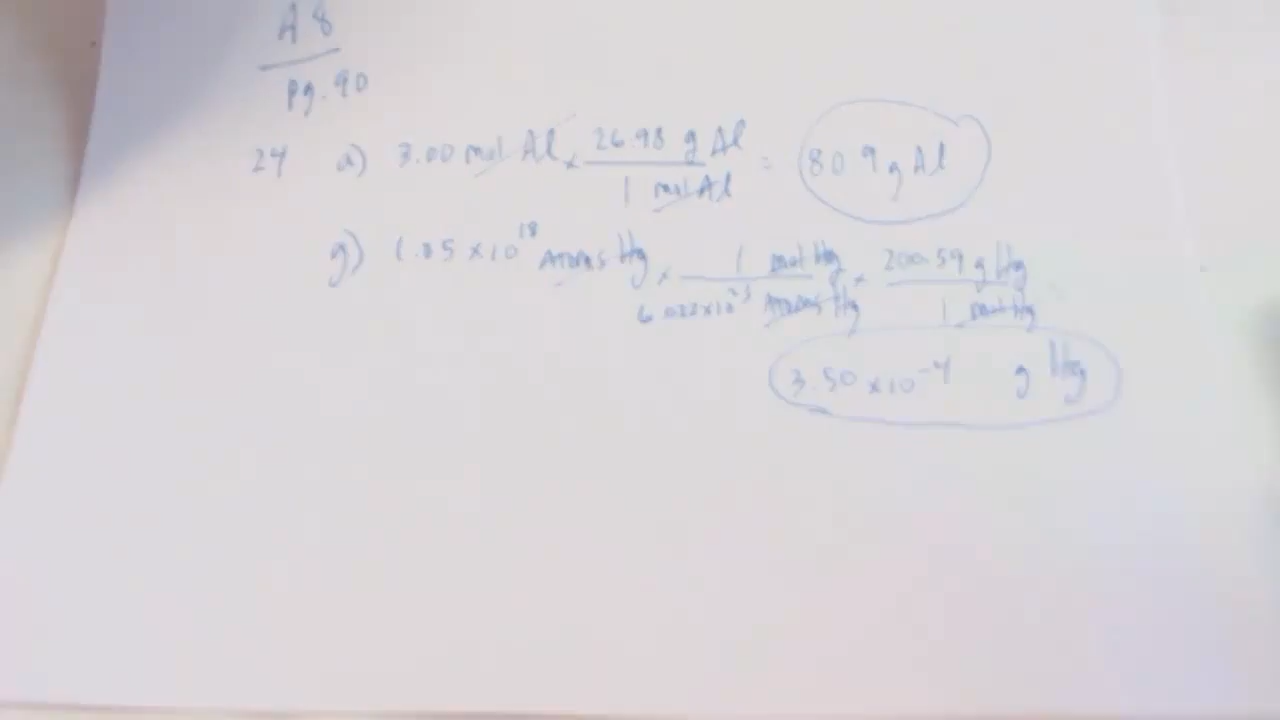 A8
pg. 90
24 a) 3.00 mol Al × 26.98 g Al / 1 mol Al = 80.9 g Al
g) 1.05 × 10^18 Atoms Hg × 1 mol Hg / 6.022×10^23 Atoms Hg × 200.59 g Hg / 1 mol Hg
3.50 × 10^-4 g Hg